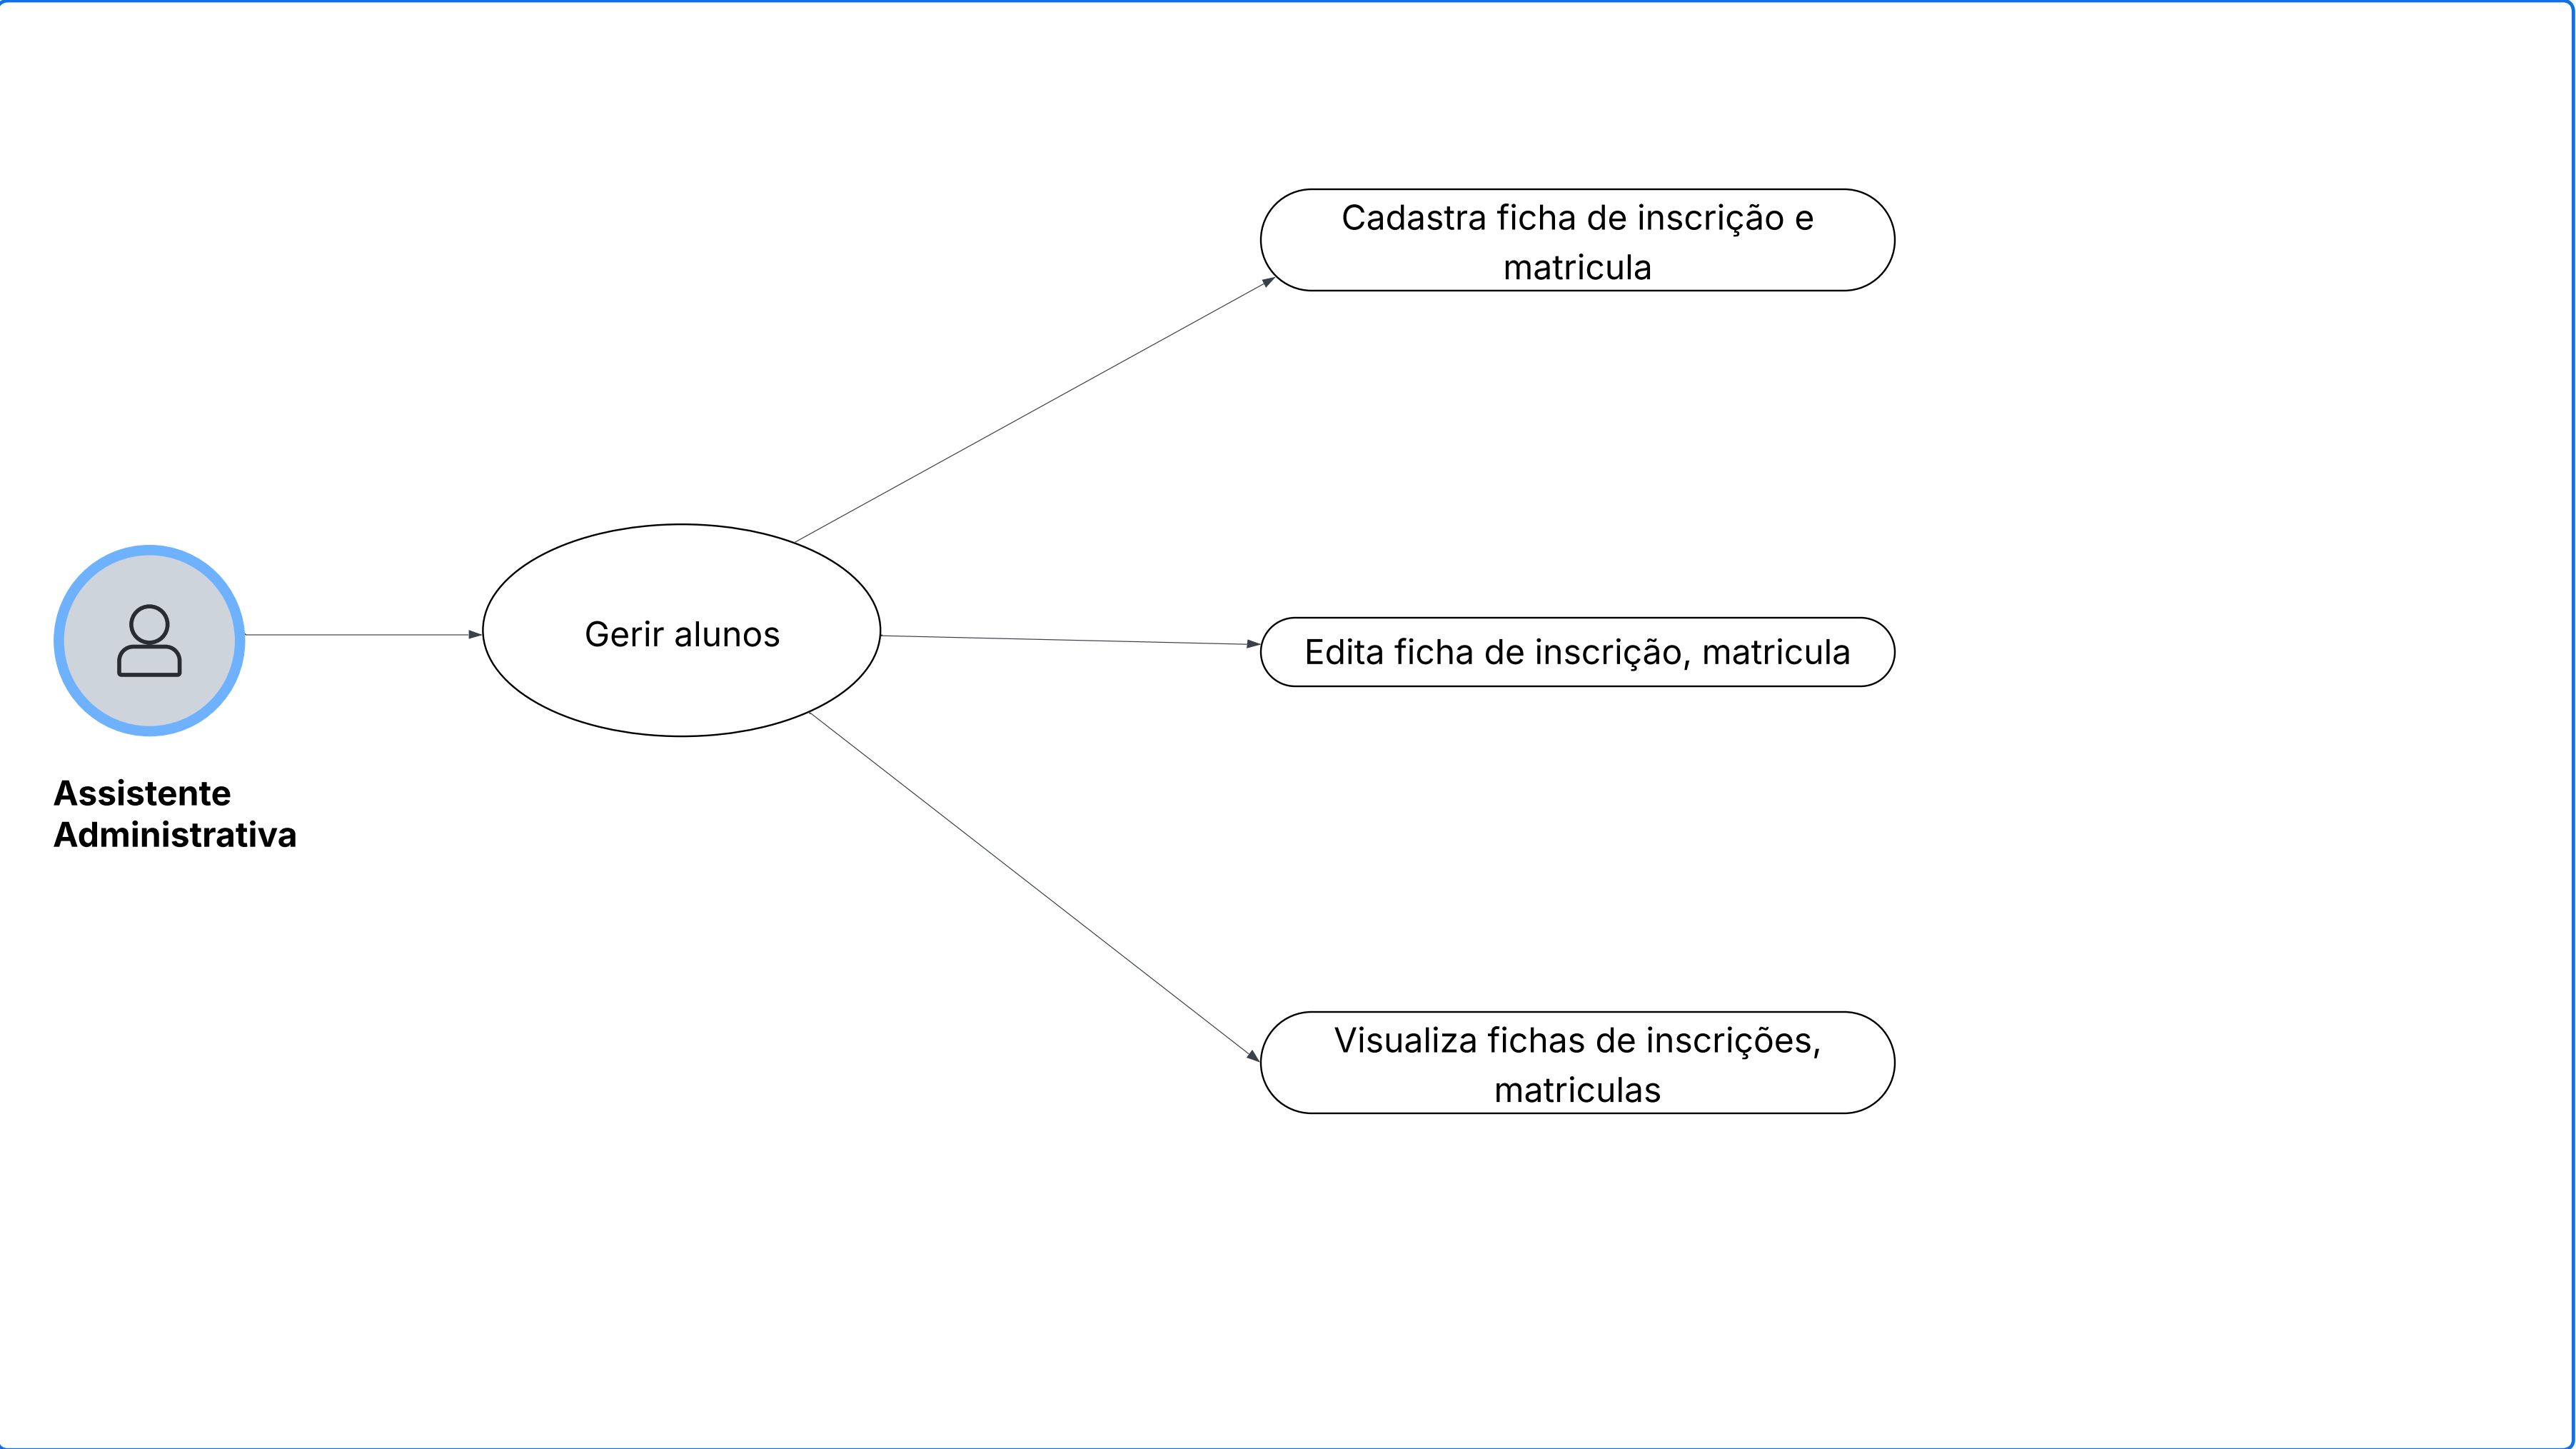 Cadastra ficha de inscrição e
matricula
Gerir alunos
Edita ficha de inscrição, matricula
Assistente
Administrativa
Visualiza fichas de inscrições,
matriculas